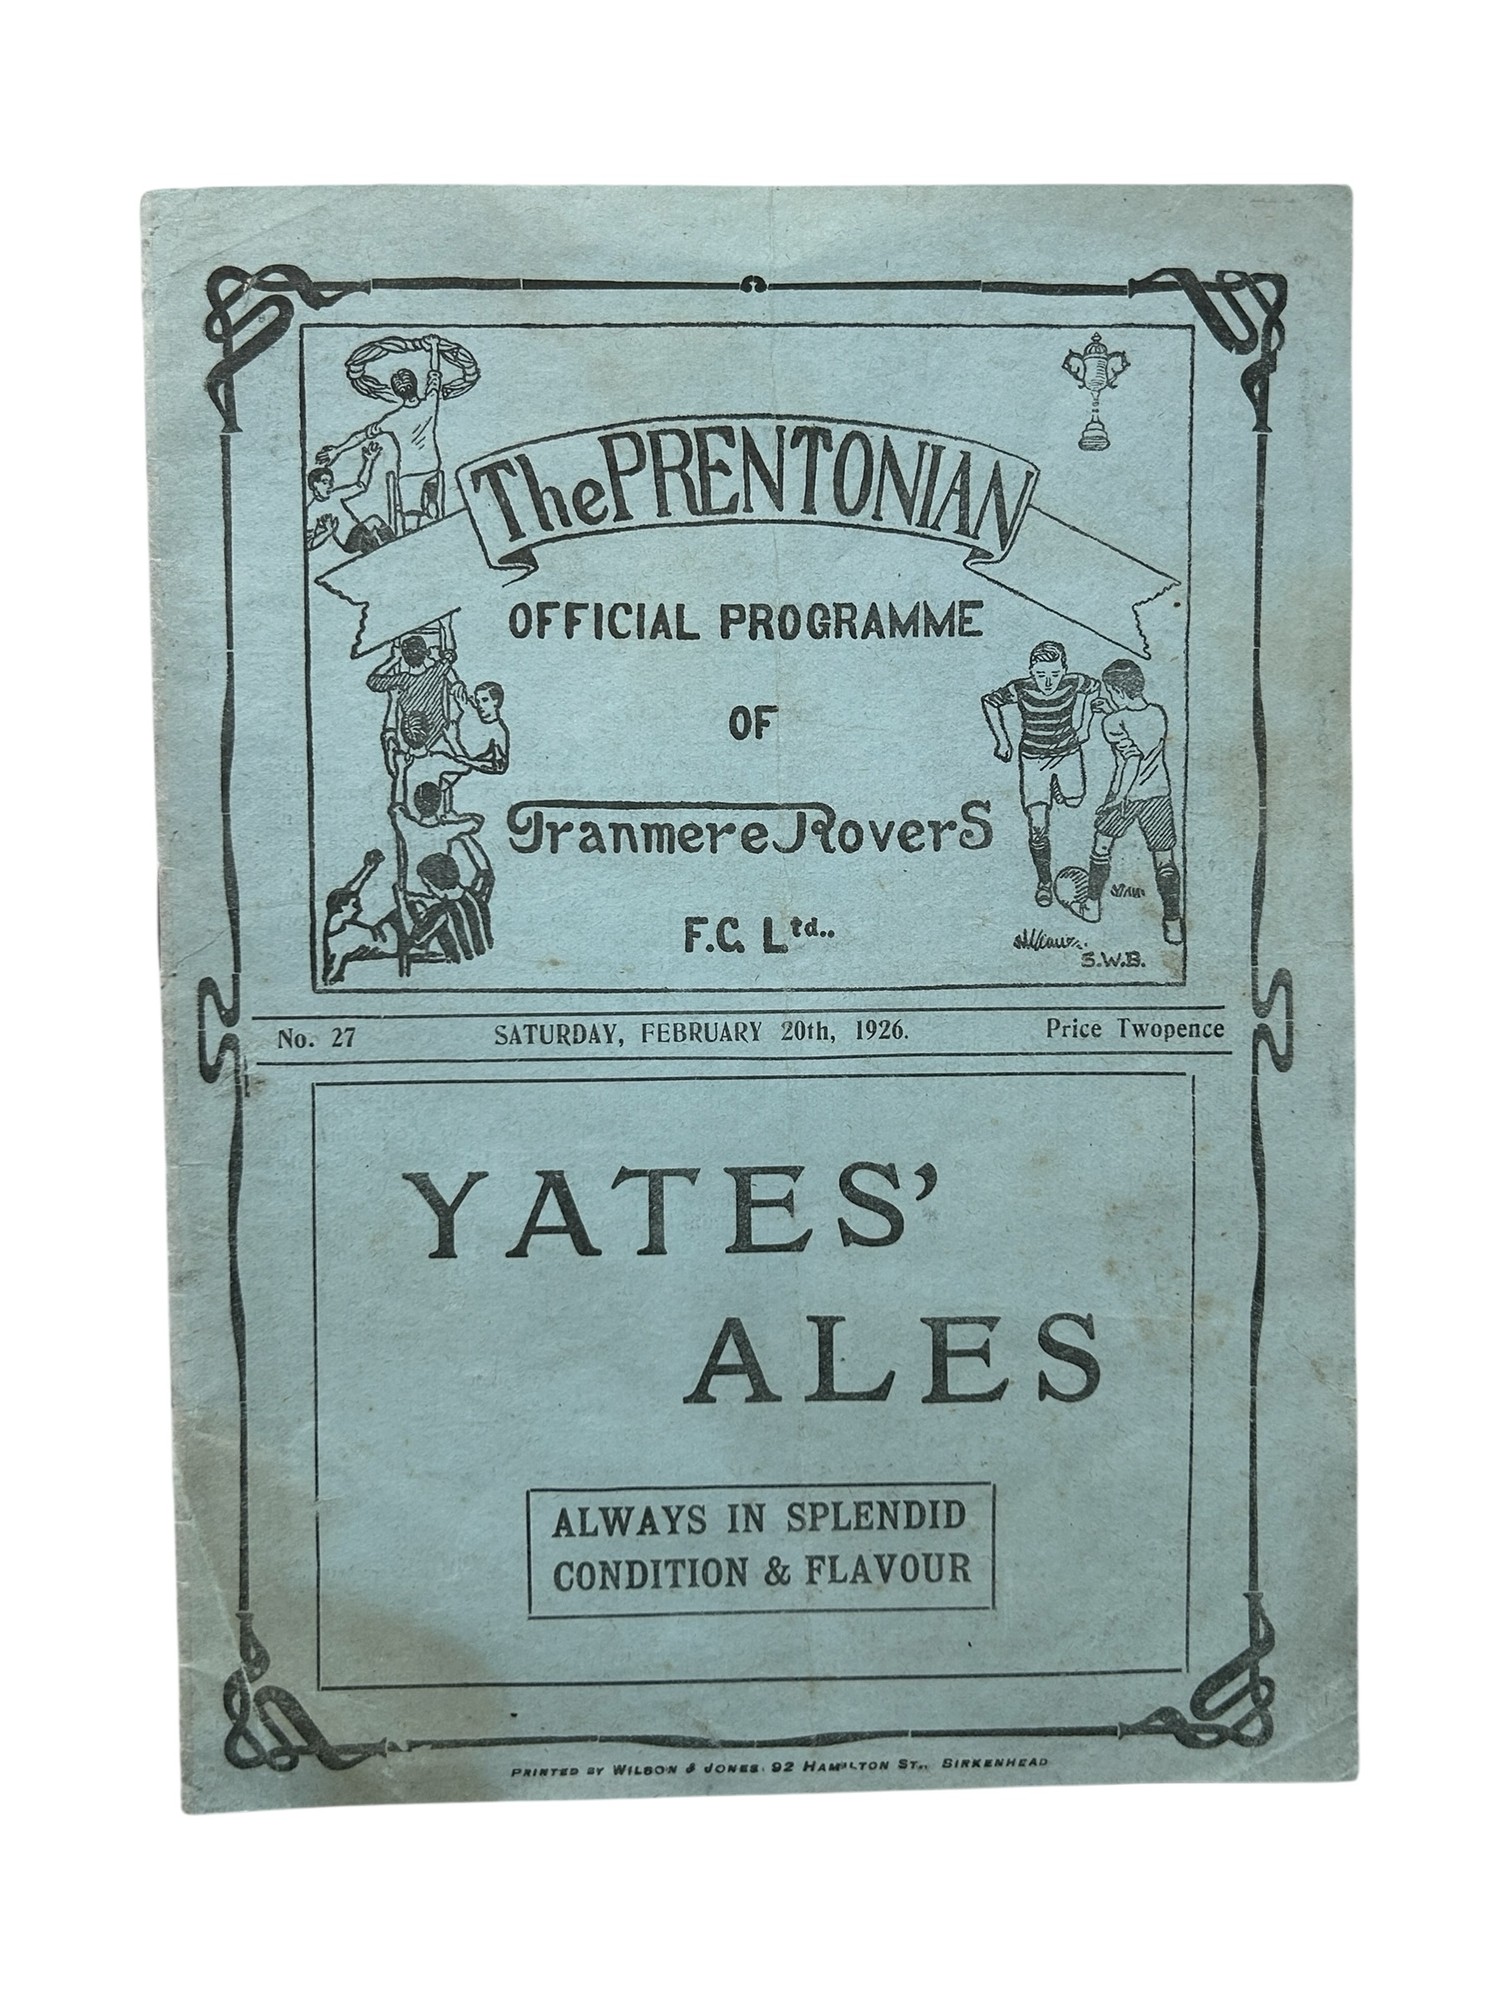 The PRENTONIAN
OFFICIAL PROGRAMME
OF
Tranmere Rovers
F.C. Ltd..
S.W.B.
No. 27 SATURDAY, FEBRUARY 20th, 1926. Price Twopence
YATES'
ALES
ALWAYS IN SPLENDID
CONDITION & FLAVOUR
PRINTED BY WILSON & JONES, 92 HAMILTON ST., BIRKENHEAD